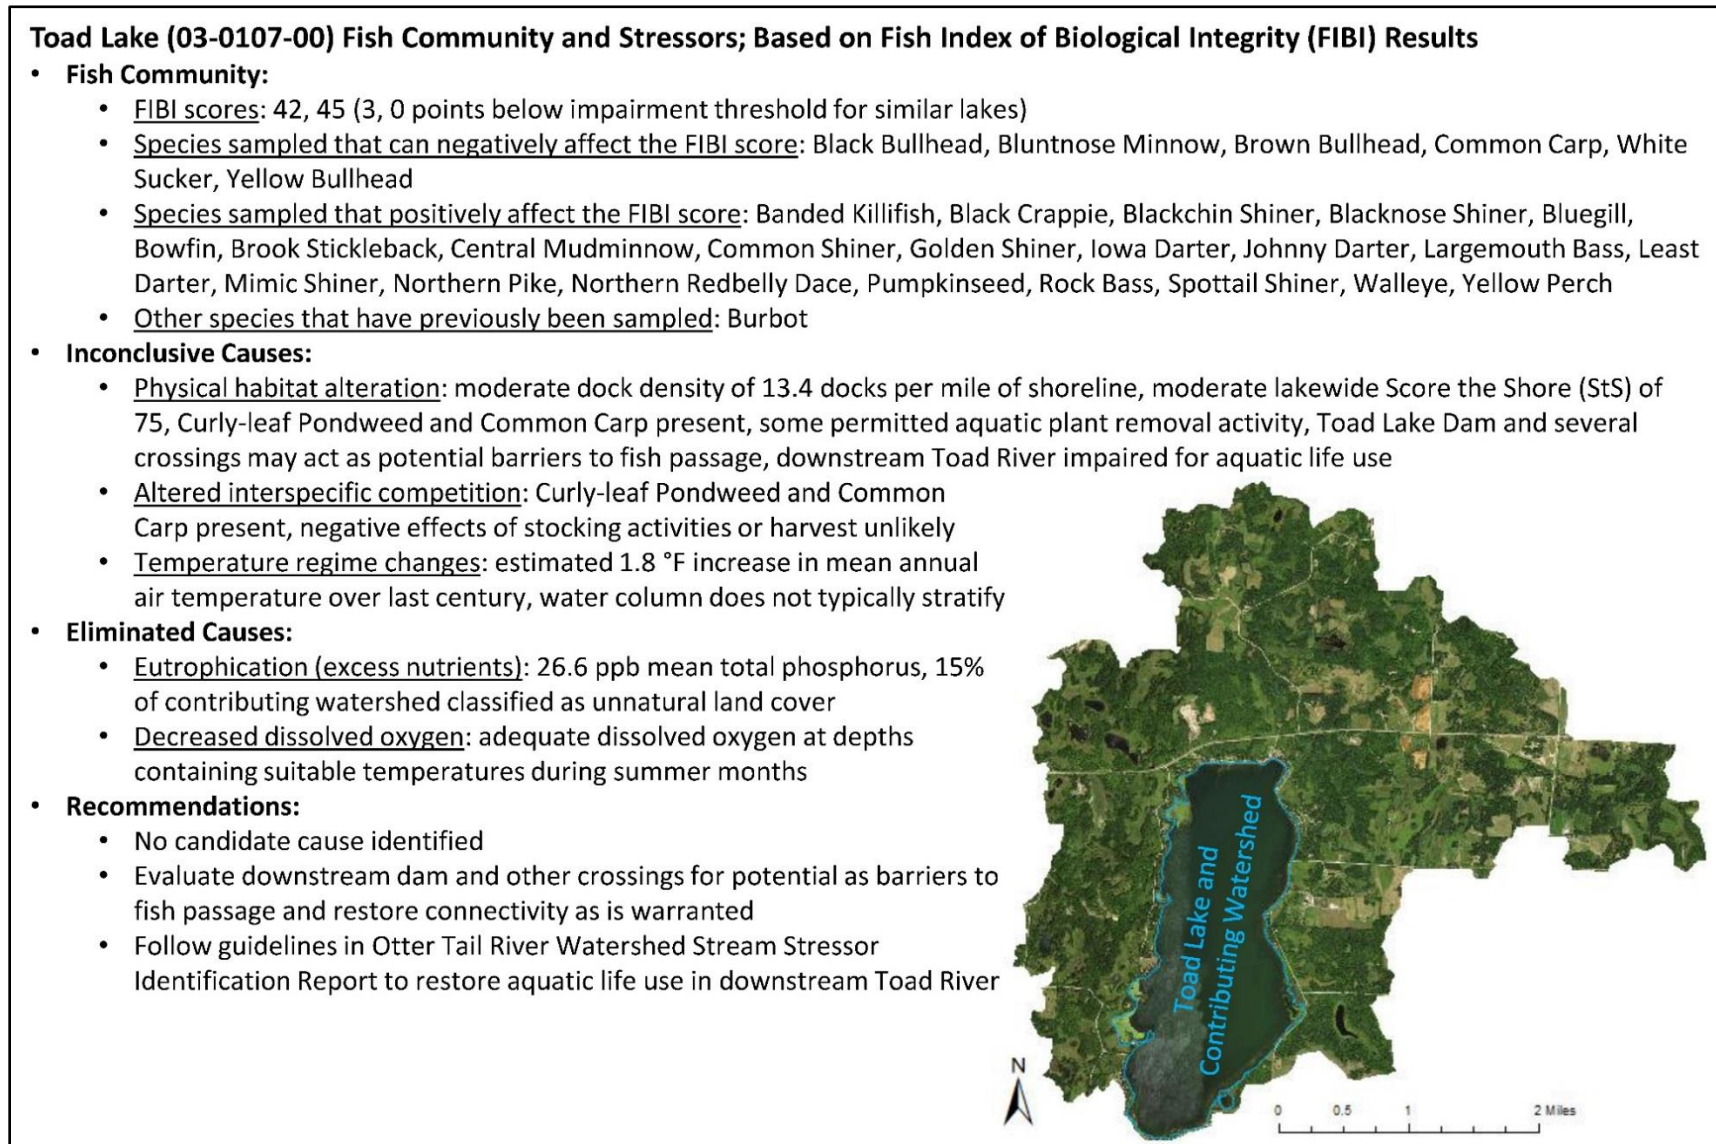 Toad Lake (03-0107-00) Fish Community and Stressors; Based on Fish Index of Biological Integrity (FIBI) Results
• Fish Community:
• FIBI scores: 42, 45 (3, 0 points below impairment threshold for similar lakes)
• Species sampled that can negatively affect the FIBI score: Black Bullhead, Bluntnose Minnow, Brown Bullhead, Common Carp, White
Sucker, Yellow Bullhead
• Species sampled that positively affect the FIBI score: Banded Killifish, Black Crappie, Blackchin Shiner, Blacknose Shiner, Bluegill,
Bowfin, Brook Stickleback, Central Mudminnow, Common Shiner, Golden Shiner, Iowa Darter, Johnny Darter, Largemouth Bass, Least
Darter, Mimic Shiner, Northern Pike, Northern Redbelly Dace, Pumpkinseed, Rock Bass, Spottail Shiner, Walleye, Yellow Perch
• Other species that have previously been sampled: Burbot
• Inconclusive Causes:
• Physical habitat alteration: moderate dock density of 13.4 docks per mile of shoreline, moderate lakewide Score the Shore (StS) of
75, Curly-leaf Pondweed and Common Carp present, some permitted aquatic plant removal activity, Toad Lake Dam and several
crossings may act as potential barriers to fish passage, downstream Toad River impaired for aquatic life use
• Altered interspecific competition: Curly-leaf Pondweed and Common
Carp present, negative effects of stocking activities or harvest unlikely
• Temperature regime changes: estimated 1.8 °F increase in mean annual
air temperature over last century, water column does not typically stratify
• Eliminated Causes:
• Eutrophication (excess nutrients): 26.6 ppb mean total phosphorus, 15%
of contributing watershed classified as unnatural land cover
• Decreased dissolved oxygen: adequate dissolved oxygen at depths
containing suitable temperatures during summer months
• Recommendations:
• No candidate cause identified
• Evaluate downstream dam and other crossings for potential as barriers to
fish passage and restore connectivity as is warranted
• Follow guidelines in Otter Tail River Watershed Stream Stressor
Identification Report to restore aquatic life use in downstream Toad River
Toad Lake and
Contributing Watershed
N
0 0.5 1 2 Miles